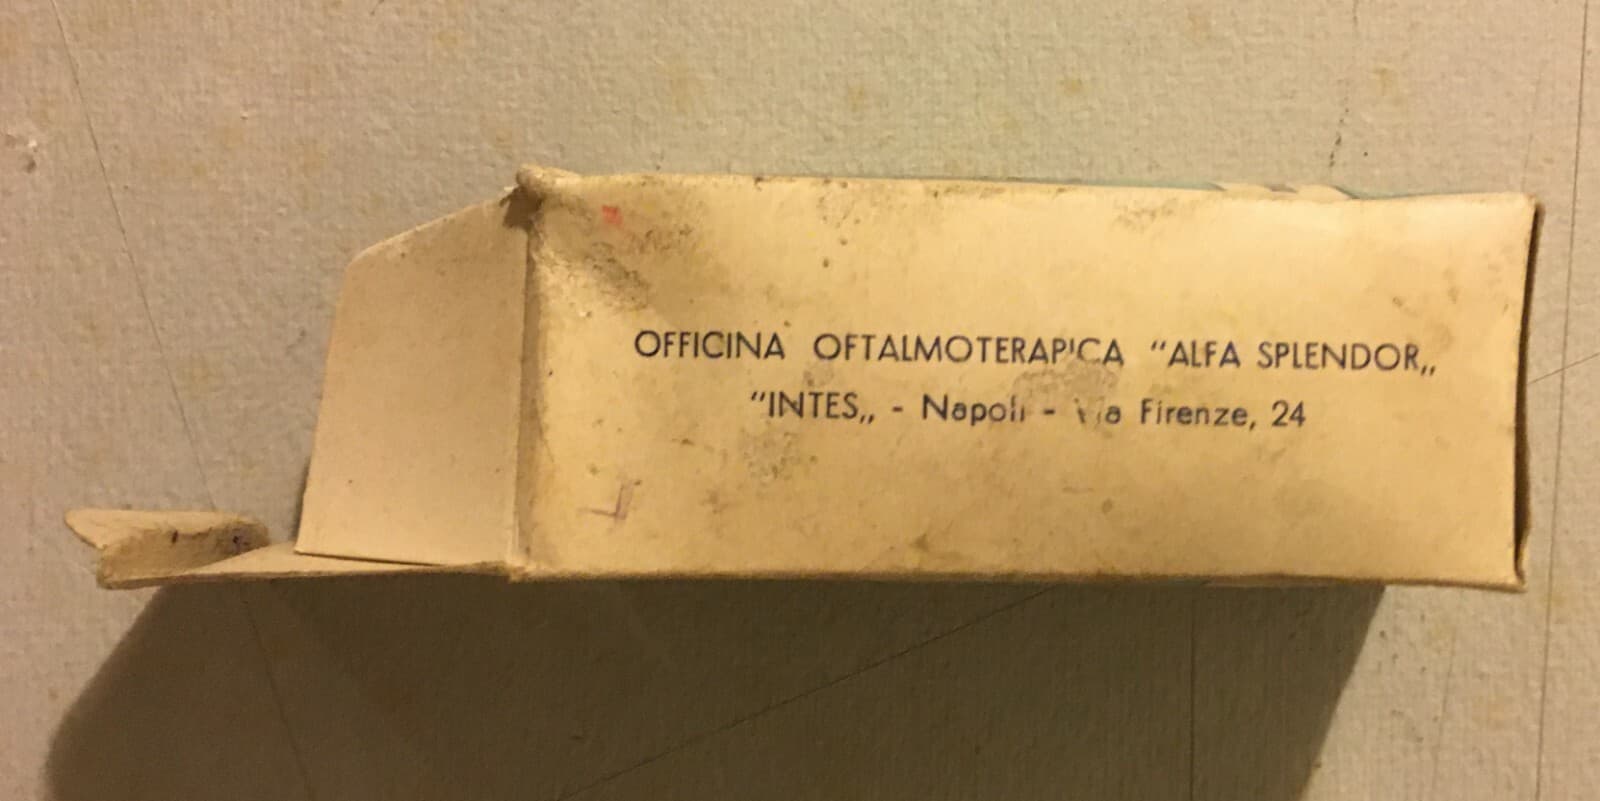 OFFICINA OFTALMOTERAPICA "ALFA SPLENDOR„
"INTES„ - Napoli - Via Firenze, 24